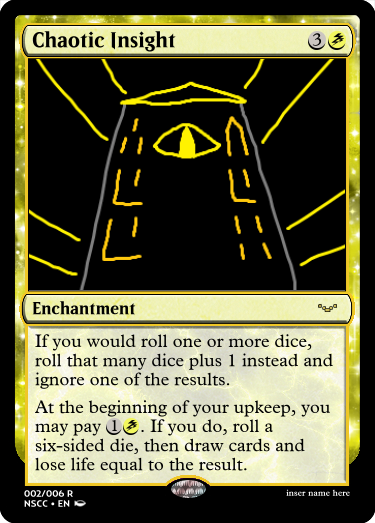 Chaotic Insight 3
Enchantment
If you would roll one or more dice,
roll that many dice plus 1 instead and
ignore one of the results.
At the beginning of your upkeep, you
may pay 1. If you do, roll a
six-sided die, then draw cards and
lose life equal to the result.
002/006 R
NSCC • EN
inser name here